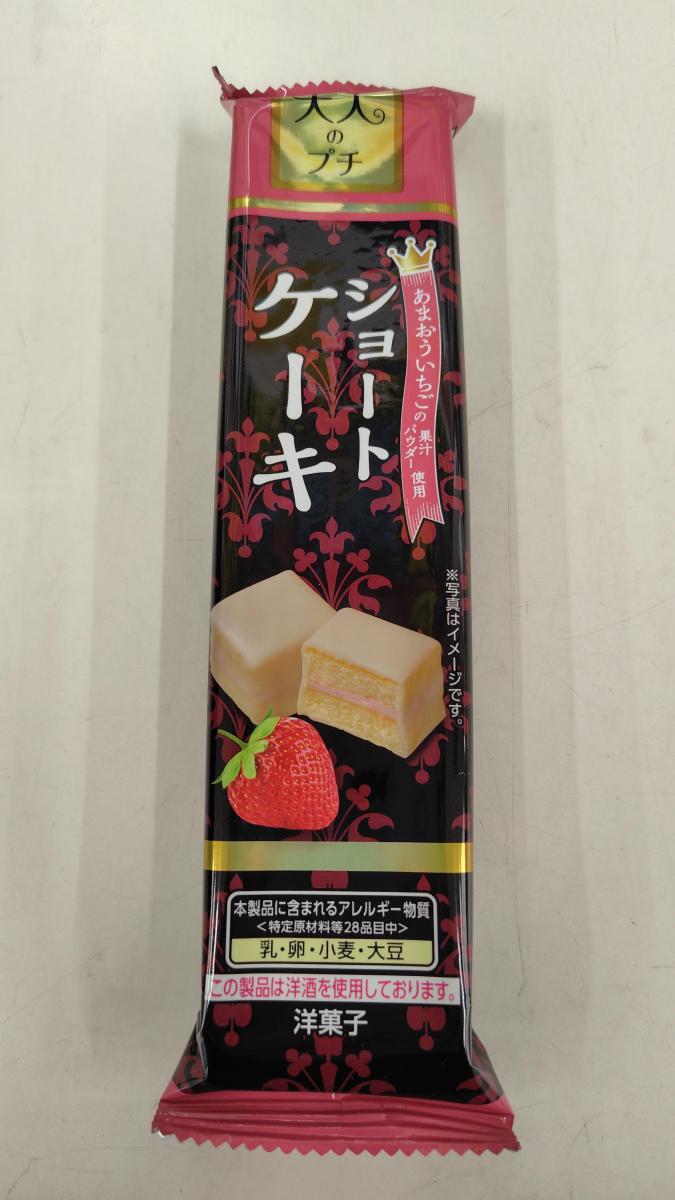 大人の
プチ
ショート
ケーキ
あまおういちごの果汁パウダー使用
※写真はイメージです。
本製品に含まれるアレルギー物質
<特定原材料等28品目中>
乳・卵・小麦・大豆
この製品は洋酒を使用しております。
洋菓子